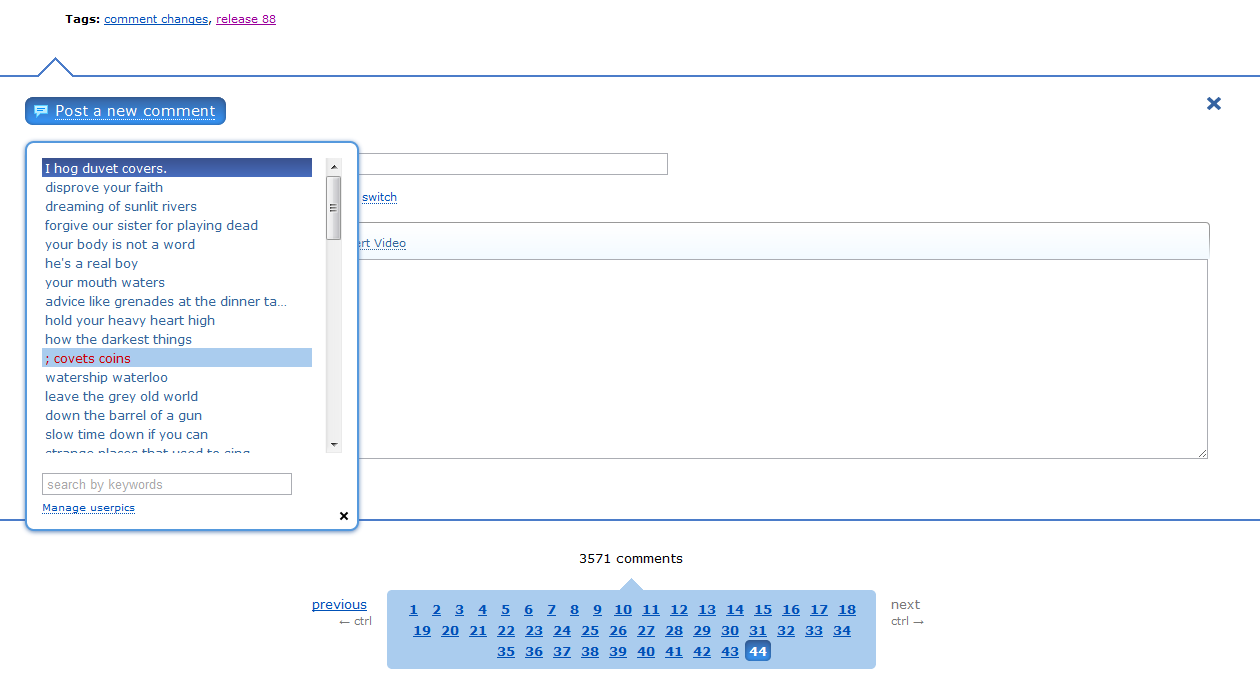 Tags: comment changes, release 88
Post a new comment
I hog duvet covers.
disprove your faith
dreaming of sunlit rivers
forgive our sister for playing dead
your body is not a word
he's a real boy
your mouth waters
advice like grenades at the dinner ta...
hold your heavy heart high
how the darkest things
; covets coins
watership waterloo
leave the grey old world
down the barrel of a gun
slow time down if you can
strange places that used to sing
search by keywords
Manage userpics
switch
ert Video
3571 comments
previous
← ctrl
1 2 3 4 5 6 7 8 9 10 11 12 13 14 15 16 17 18
19 20 21 22 23 24 25 26 27 28 29 30 31 32 33 34
35 36 37 38 39 40 41 42 43 44
next
ctrl →